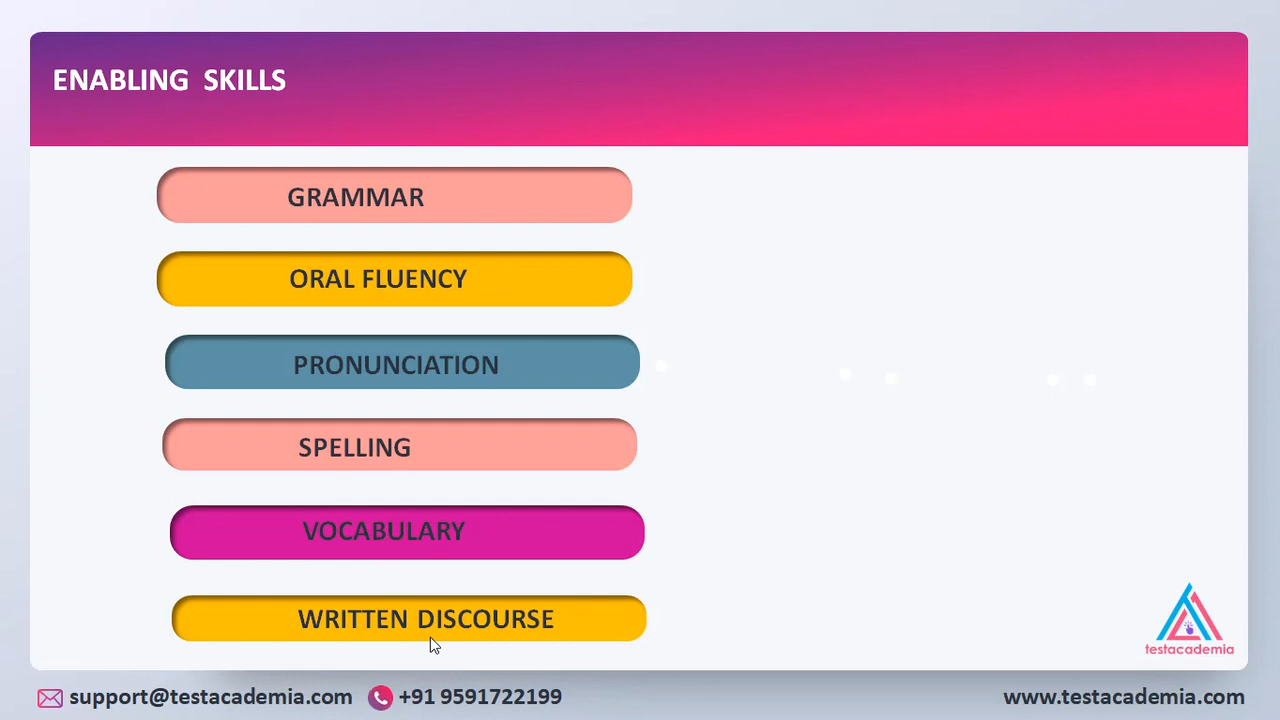 ENABLING SKILLS
GRAMMAR
ORAL FLUENCY
PRONUNCIATION
SPELLING
VOCABULARY
WRITTEN DISCOURSE
testacademia
support@testacademia.com +91 9591722199 www.testacademia.com